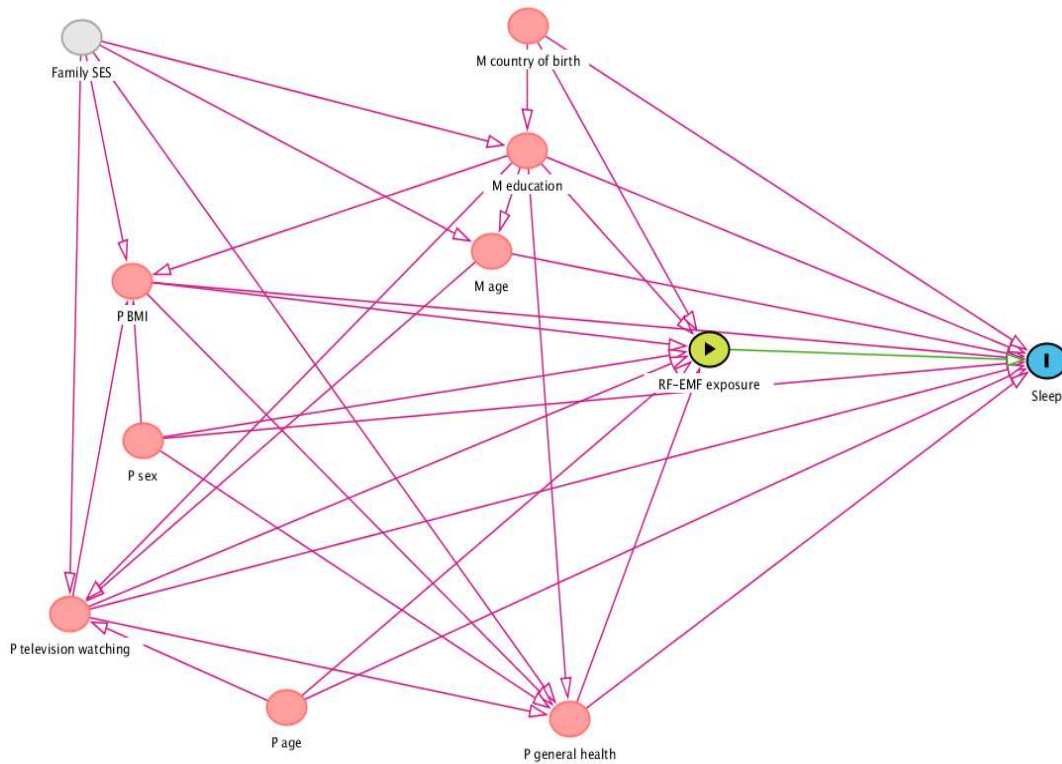 Family SES
M country of birth
M education
M age
P BMI
RF-EMF exposure
Sleep
P sex
P television watching
P age
P general health